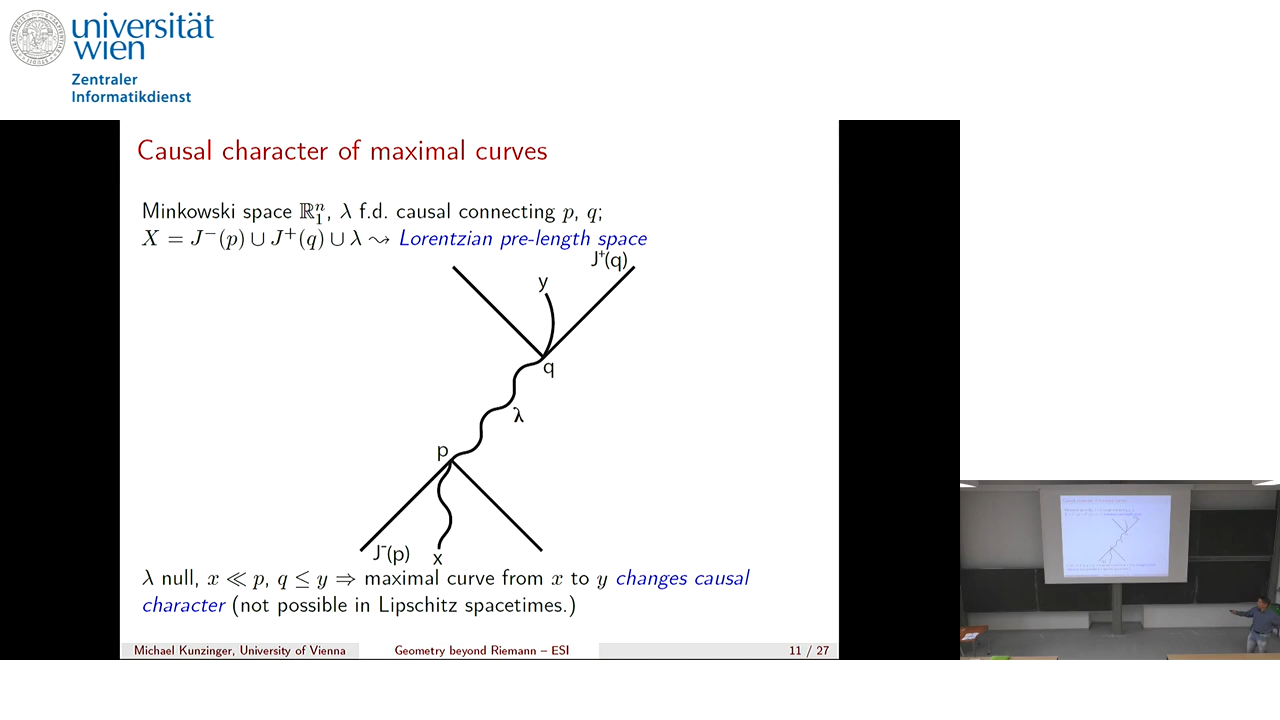 universität
wien
Zentraler
Informatikdienst
Causal character of maximal curves
Minkowski space ℝⁿ₁, λ f.d. causal connecting p, q;
X = J⁻(p) ∪ J⁺(q) ∪ λ ⇝ Lorentzian pre-length space
J⁺(q)
y
q
λ
p
J⁻(p) x
λ null, x ≪ p, q ≤ y ⇒ maximal curve from x to y changes causal
character (not possible in Lipschitz spacetimes.)
Michael Kunzinger, University of Vienna Geometry beyond Riemann – ESI 11 / 27